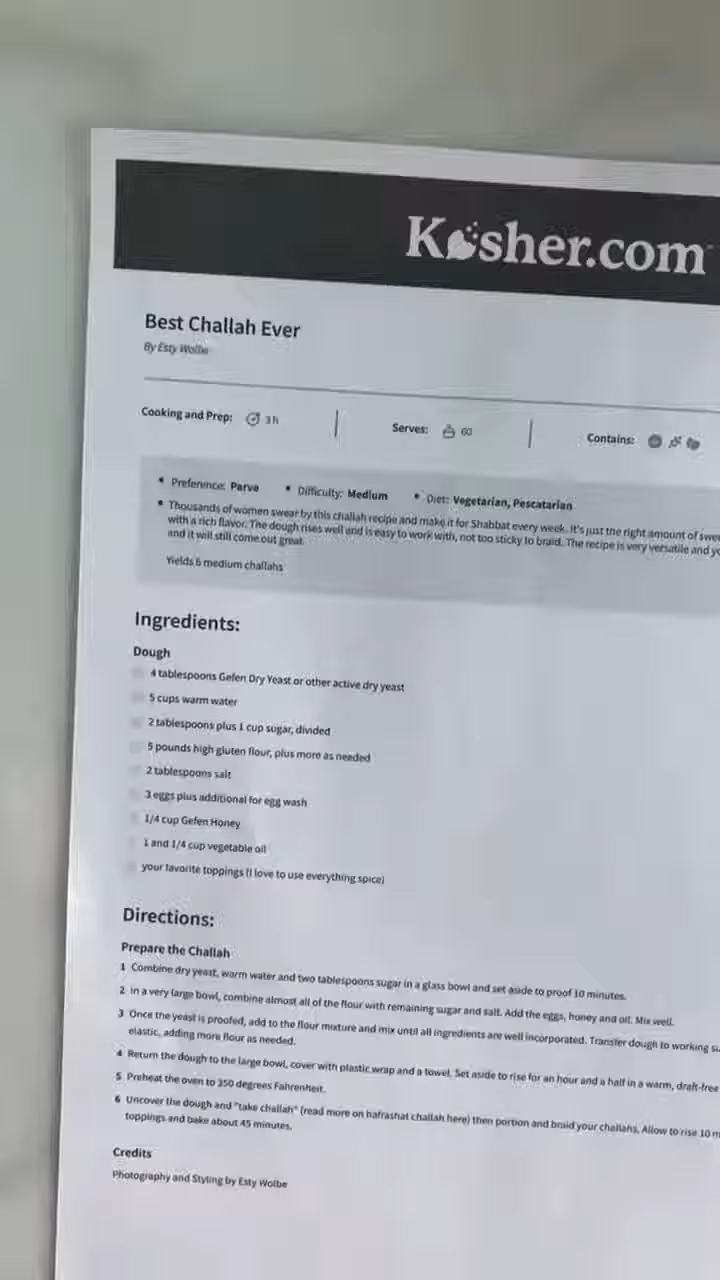 Kosher.com
Best Challah Ever
By Esty Wolbe
Cooking and Prep: 3 h Serves: 60 Contains:
• Preference: Parve • Difficulty: Medium • Diet: Vegetarian, Pescatarian
• Thousands of women swear by this challah recipe and make it for Shabbat every week. It's just the right amount of swee
with a rich flavor. The dough rises well and is easy to work with, not too sticky to braid. The recipe is very versatile and yo
and it will still come out great.
Yields 6 medium challahs
Ingredients:
Dough
4 tablespoons Gefen Dry Yeast or other active dry yeast
5 cups warm water
2 tablespoons plus 1 cup sugar, divided
5 pounds high gluten flour, plus more as needed
2 tablespoons salt
3 eggs plus additional for egg wash
1/4 cup Gefen Honey
1 and 1/4 cup vegetable oil
your favorite toppings (I love to use everything spice)
Directions:
Prepare the Challah
1 Combine dry yeast, warm water and two tablespoons sugar in a glass bowl and set aside to proof 10 minutes.
2 In a very large bowl, combine almost all of the flour with remaining sugar and salt. Add the eggs, honey and oil. Mix well.
3 Once the yeast is proofed, add to the flour mixture and mix until all ingredients are well incorporated. Transfer dough to working su
elastic, adding more flour as needed.
4 Return the dough to the large bowl, cover with plastic wrap and a towel. Set aside to rise for an hour and a half in a warm, draft-free
5 Preheat the oven to 350 degrees Fahrenheit.
6 Uncover the dough and "take challah" (read more on hafrashat challah here) then portion and braid your challahs. Allow to rise 10 m
toppings and bake about 45 minutes.
Credits
Photography and Styling by Esty Wolbe